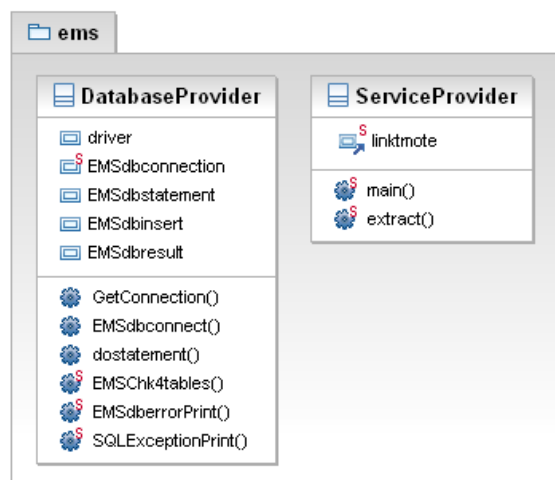 ems
DatabaseProvider
driver
S EMSdbconnection
EMSdbstatement
EMSdbinsert
EMSdbresult
GetConnection()
EMSdbconnect()
dostatement()
S EMSChk4tables()
S EMSdberrorPrint()
S SQLExceptionPrint()
ServiceProvider
S linktmote
S main()
S extract()